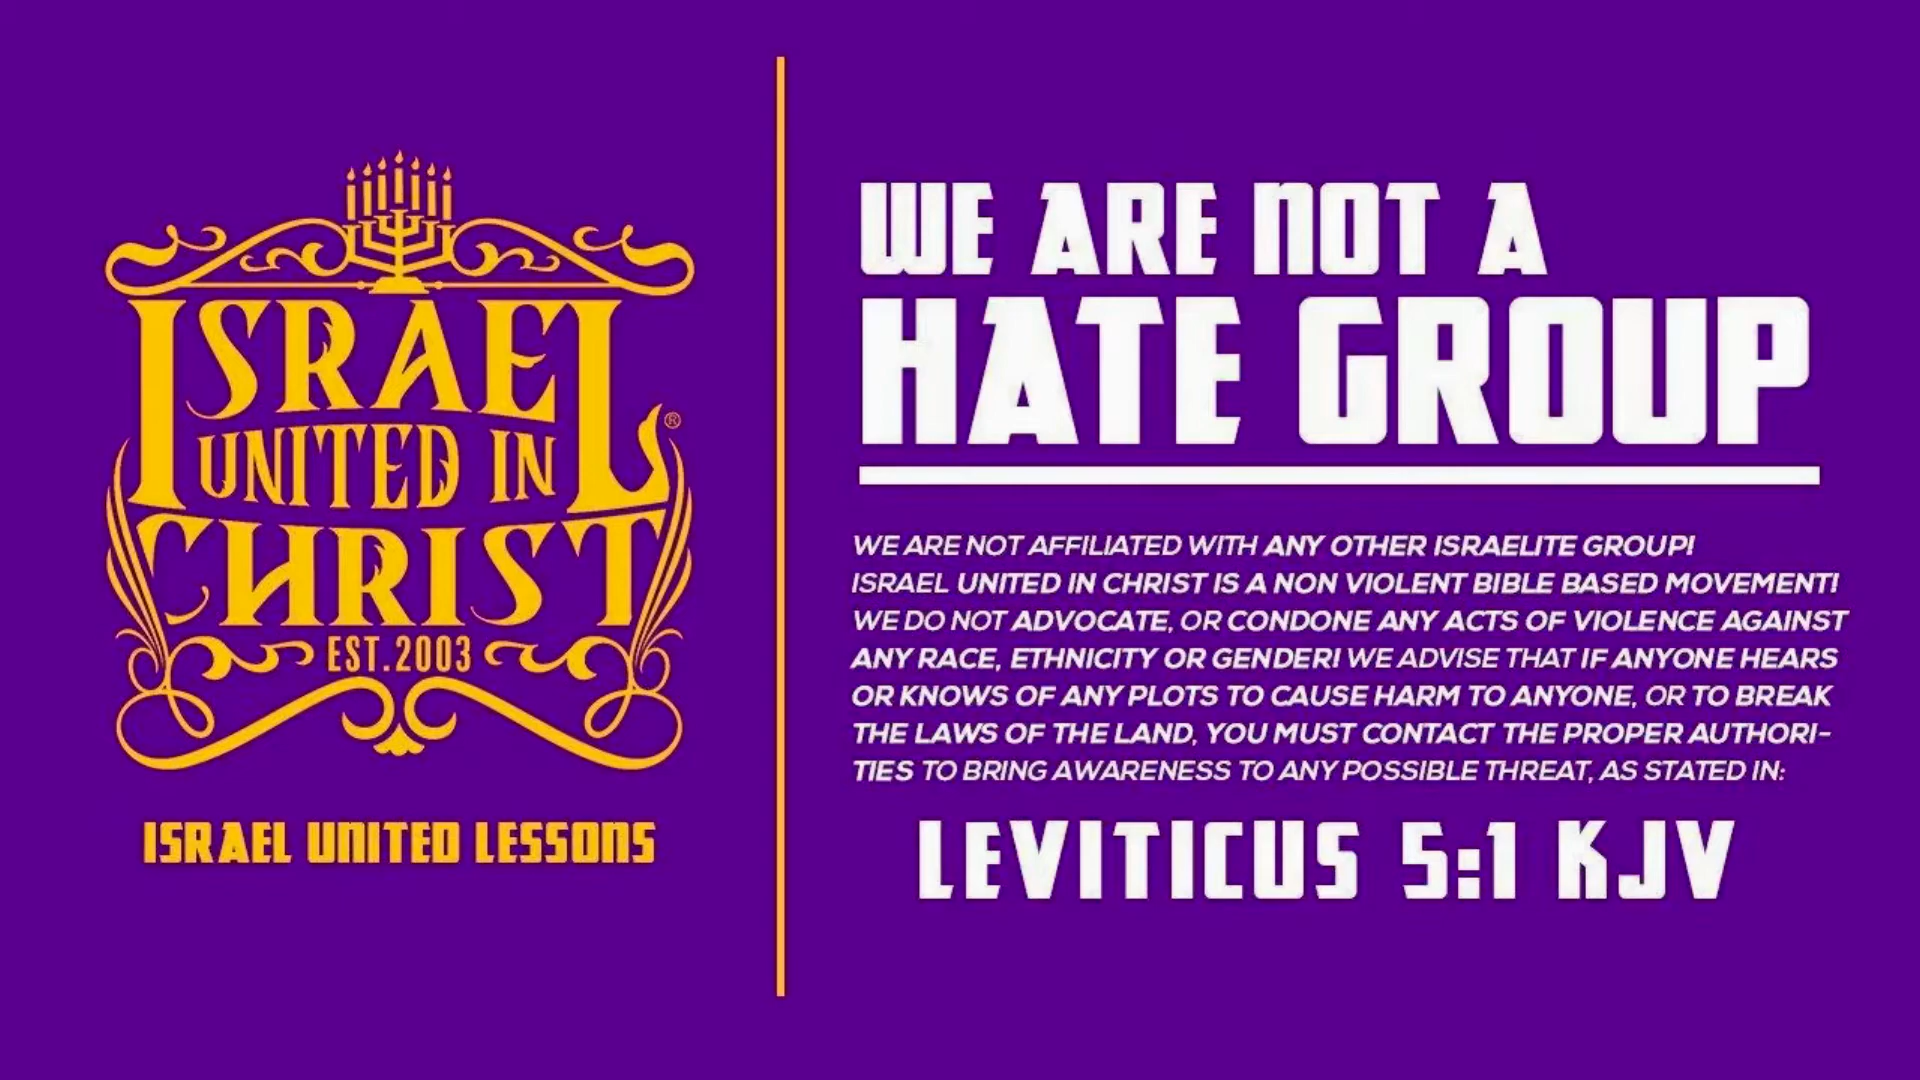 ISRAEL
UNITED IN
CHRIST
®
EST.2003
ISRAEL UNITED LESSONS
WE ARE NOT A
HATE GROUP
WE ARE NOT AFFILIATED WITH ANY OTHER ISRAELITE GROUP!
ISRAEL UNITED IN CHRIST IS A NON VIOLENT BIBLE BASED MOVEMENT!
WE DO NOT ADVOCATE, OR CONDONE ANY ACTS OF VIOLENCE AGAINST
ANY RACE, ETHNICITY OR GENDER! WE ADVISE THAT IF ANYONE HEARS
OR KNOWS OF ANY PLOTS TO CAUSE HARM TO ANYONE, OR TO BREAK
THE LAWS OF THE LAND, YOU MUST CONTACT THE PROPER AUTHORI-
TIES TO BRING AWARENESS TO ANY POSSIBLE THREAT, AS STATED IN:
LEVITICUS 5:1 KJV